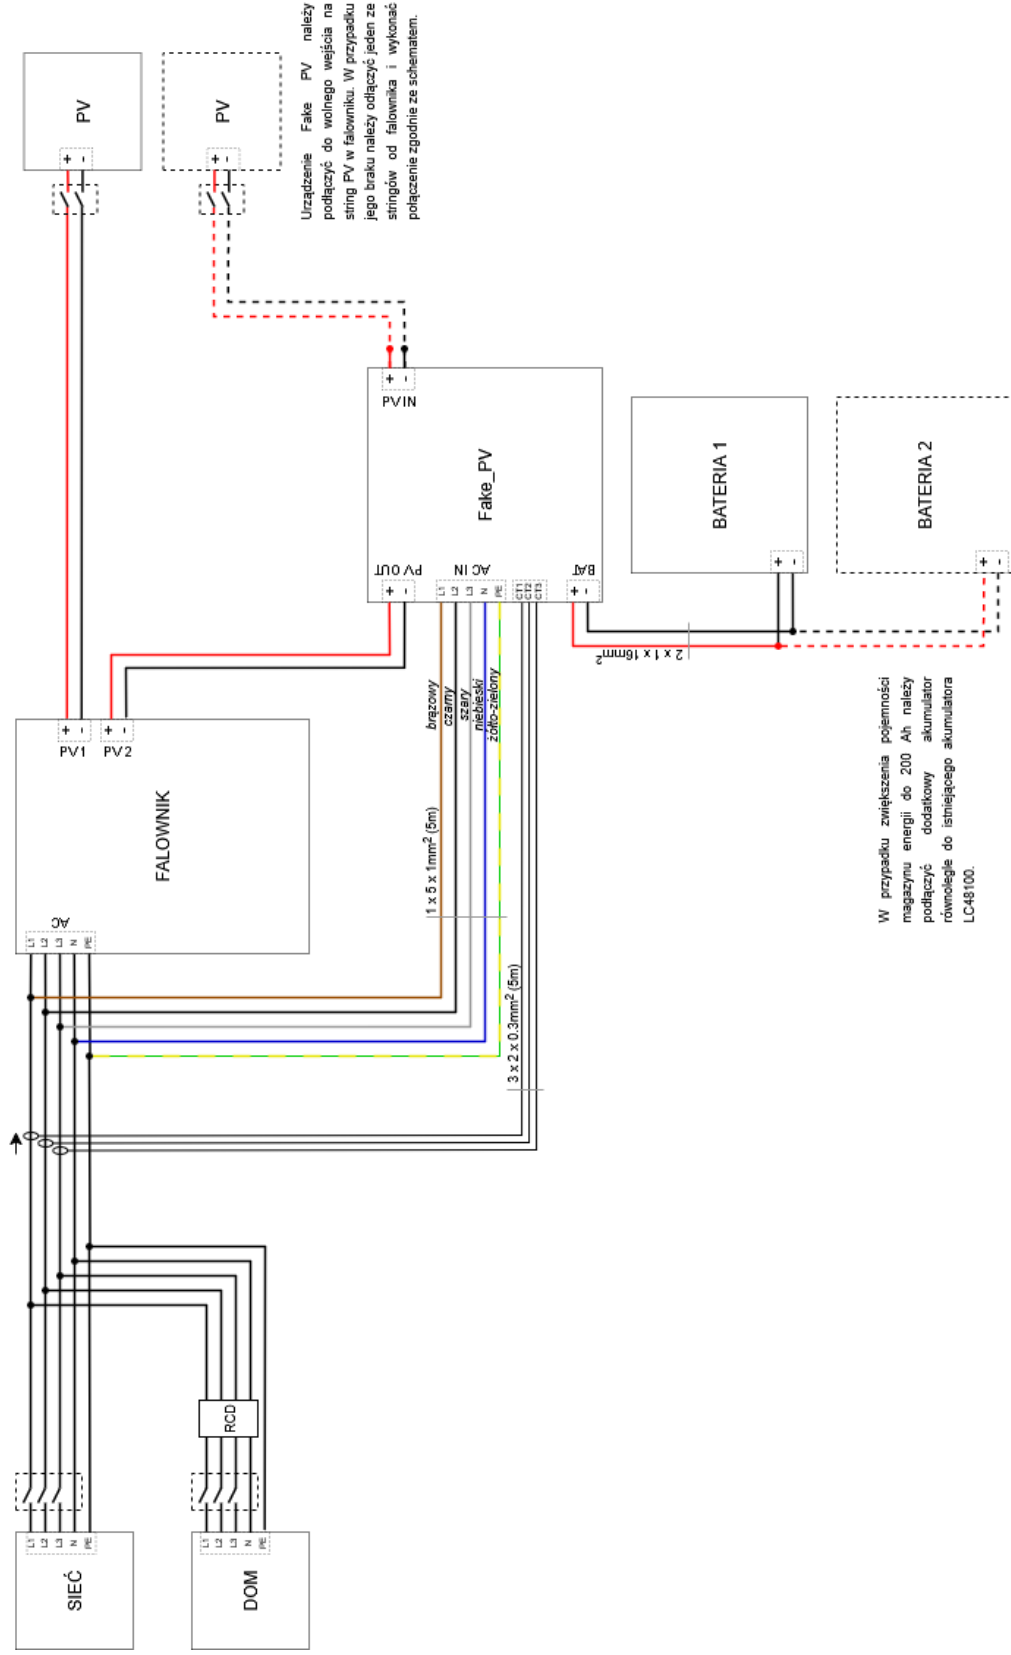 SIEĆ
L1
L2
L3
N
PE
DOM
L1
L2
L3
N
PE
RCD
FALOWNIK
AC
L1
L2
L3
N
PE
+
-
PV1
+
-
PV2
PV
+
-
PV
+
-
Urządzenie Fake PV należy
podłączyć do wolnego wejścia na
string PV w falowniku. W przypadku
jego braku należy odłączyć jeden ze
stringów od falownika i wykonać
połączenie zgodnie ze schematem.
1 x 5 x 1mm² (5m)
brązowy
czarny
szary
niebieski
żółto-zielony
3 x 2 x 0.3mm² (5m)
Fake_PV
PV OUT
+
-
AC IN
L1
L2
L3
N
PE
CT1
CT2
CT3
BAT
+
-
PV IN
+
-
2 x 1 x 16mm²
BATERIA 1
+
-
BATERIA 2
+
-
W przypadku zwiększenia pojemności
magazynu energii do 200 Ah należy
podłączyć dodatkowy akumulator
równolegle do istniejącego akumulatora
LC48100.